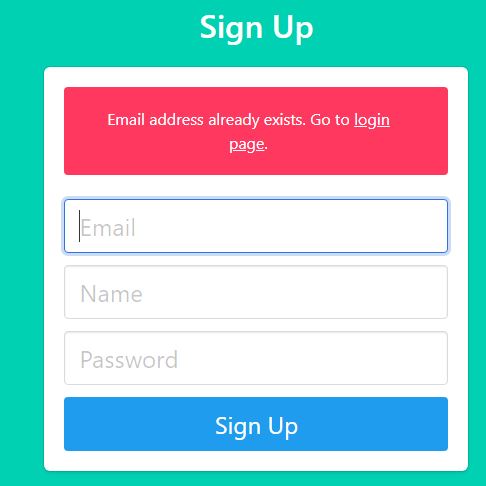 Sign Up
Email address already exists. Go to login
page.
Email
Name
Password
Sign Up